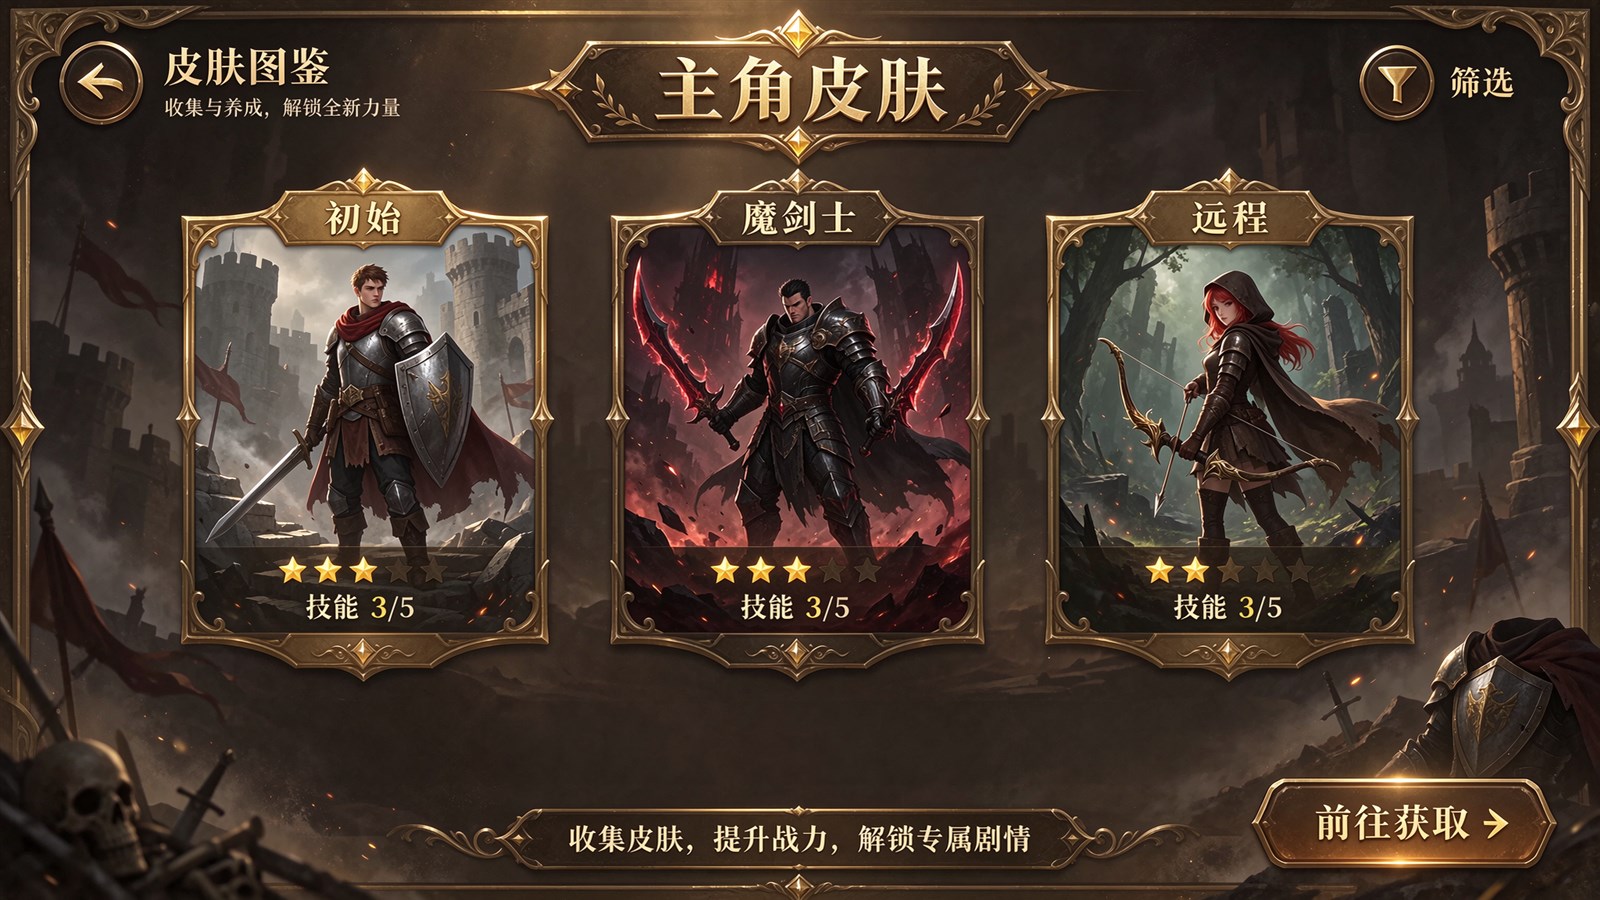 皮肤图鉴
收集与养成，解锁全新力量
主角皮肤
筛选
初始
魔剑士
远程
技能 3/5
技能 3/5
技能 3/5
收集皮肤，提升战力，解锁专属剧情
前往获取